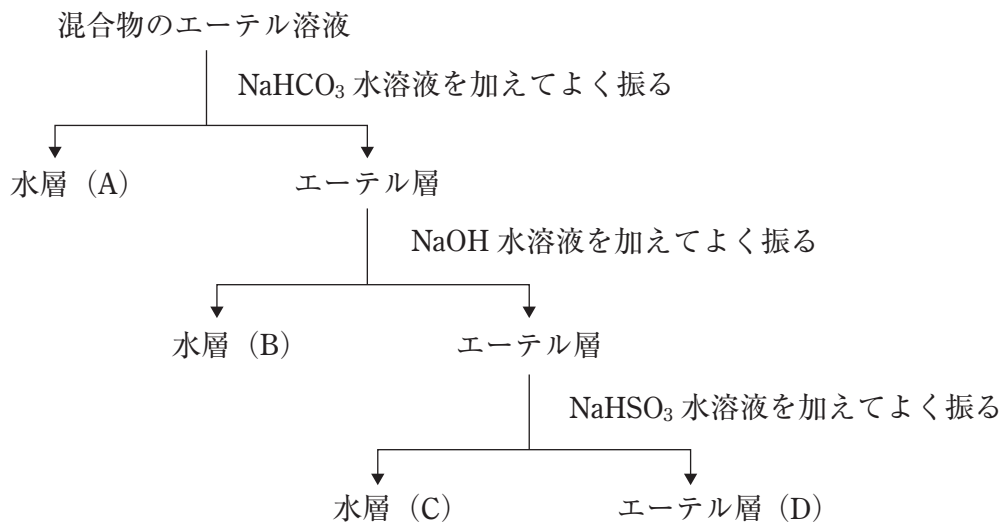 混合物のエーテル溶液
NaHCO₃ 水溶液を加えてよく振る
水層（A）
エーテル層
NaOH 水溶液を加えてよく振る
水層（B）
エーテル層
NaHSO₃ 水溶液を加えてよく振る
水層（C）
エーテル層（D）